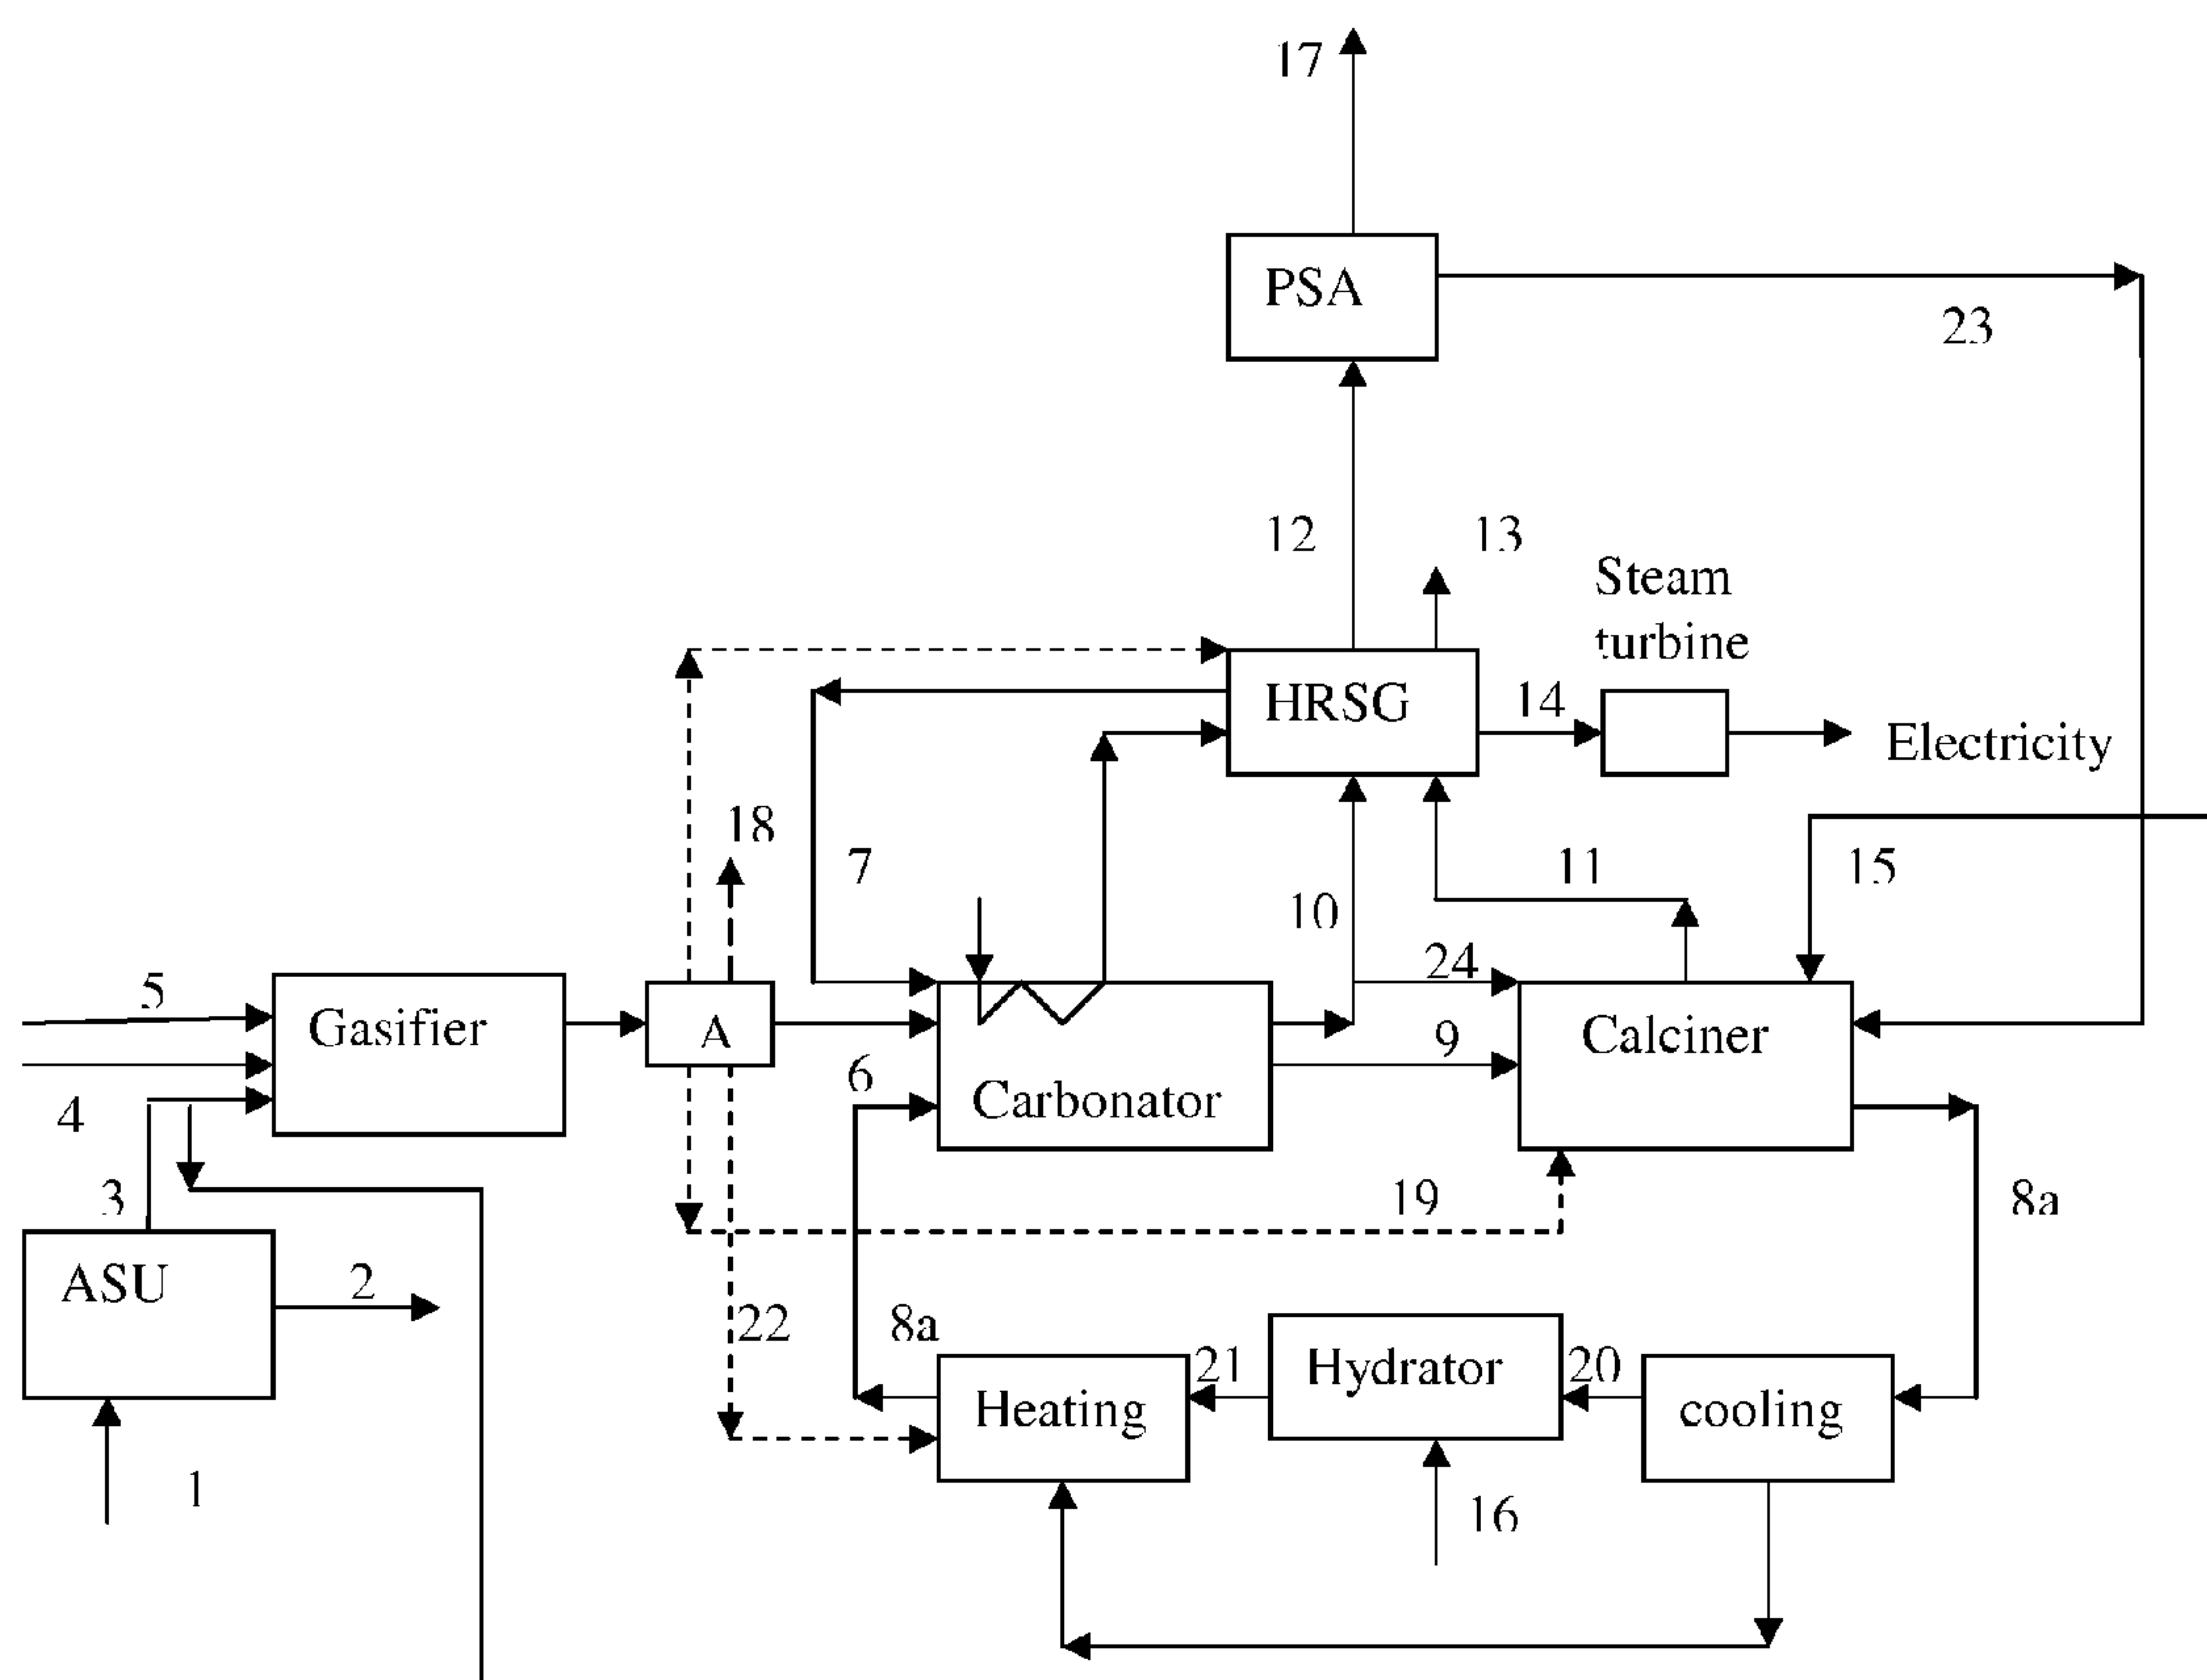 17
PSA
23
12
13
Steam
turbine
HRSG
14
Electricity
18
7
11
15
10
24
5
Gasifier
A
9
Calciner
6
Carbonator
4
3
19
8a
ASU
2
22
8a
21
Hydrator
20
Heating
cooling
1
16